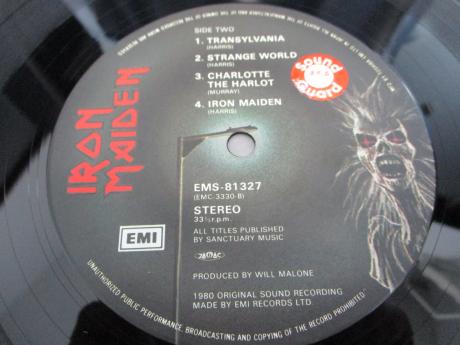 IRON
MAIDEN
SIDE TWO
1. TRANSYLVANIA
(HARRIS)
2. STRANGE WORLD
(HARRIS)
3. CHARLOTTE
THE HARLOT
(MURRAY)
4. IRON MAIDEN
(HARRIS)
Sound
Guard
EMS-81327
(EMC-3330-B)
STEREO
33⅓ r.p.m.
EMI
ALL TITLES PUBLISHED
BY SANCTUARY MUSIC
JASRAC
PRODUCED BY WILL MALONE
1980 ORIGINAL SOUND RECORDING
MADE BY EMI RECORDS LTD.
UNAUTHORIZED PUBLIC PERFORMANCE, BROADCASTING AND COPYING OF THE RECORD PROHIBITED